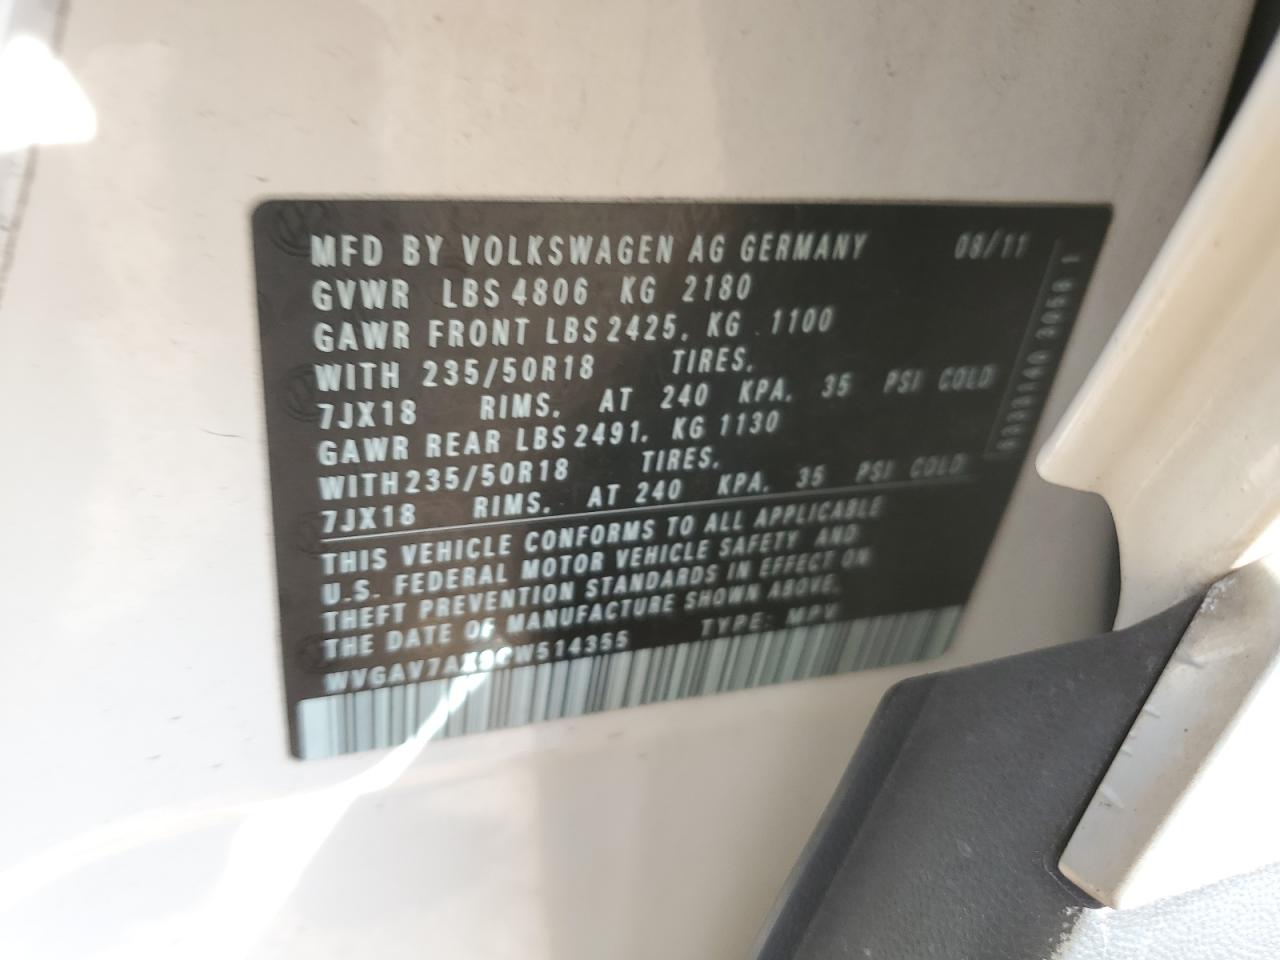 MFD BY VOLKSWAGEN AG GERMANY 08/11
GVWR LBS 4806 KG 2180
GAWR FRONT LBS 2425, KG 1100
WITH 235/50R18 TIRES,
7JX18 RIMS, AT 240 KPA, 35 PSI COLD
GAWR REAR LBS 2491, KG 1130
WITH 235/50R18 TIRES,
7JX18 RIMS, AT 240 KPA, 35 PSI COLD
THIS VEHICLE CONFORMS TO ALL APPLICABLE
U.S. FEDERAL MOTOR VEHICLE SAFETY AND
THEFT PREVENTION STANDARDS IN EFFECT ON
THE DATE OF MANUFACTURE SHOWN ABOVE.
TYPE: MPV